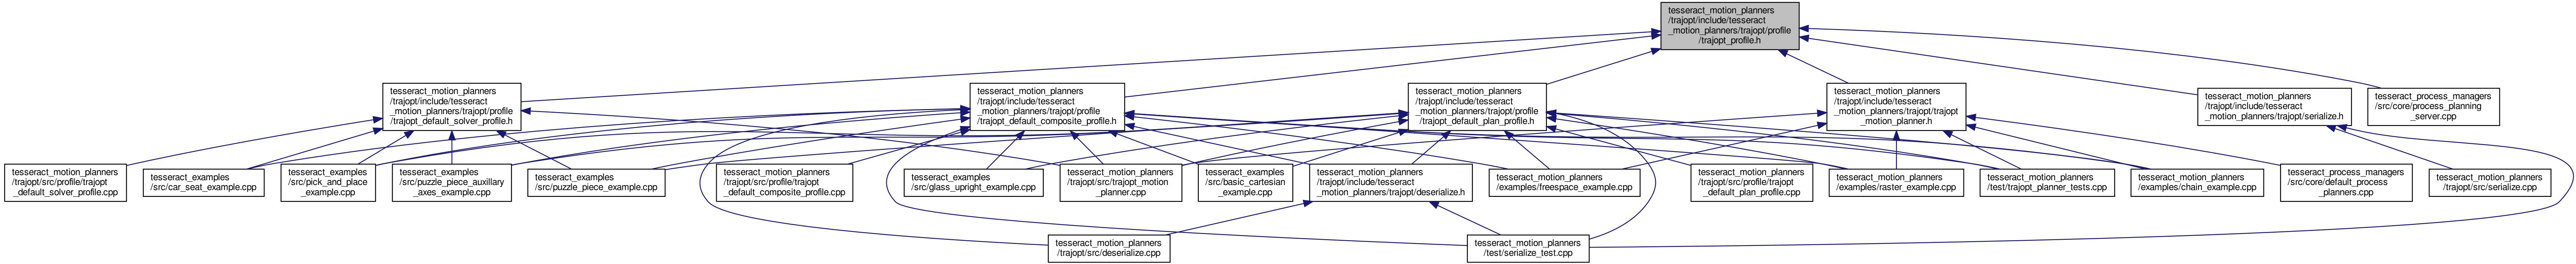 tesseract_motion_planners
/trajopt/include/tesseract
_motion_planners/trajopt/profile
/trajopt_profile.h
tesseract_motion_planners
/trajopt/include/tesseract
_motion_planners/trajopt/profile
/trajopt_default_solver_profile.h
tesseract_motion_planners
/trajopt/include/tesseract
_motion_planners/trajopt/profile
/trajopt_default_composite_profile.h
tesseract_motion_planners
/trajopt/include/tesseract
_motion_planners/trajopt/profile
/trajopt_default_plan_profile.h
tesseract_motion_planners
/trajopt/include/tesseract
_motion_planners/trajopt/trajopt
_motion_planner.h
tesseract_motion_planners
/trajopt/include/tesseract
_motion_planners/trajopt/serialize.h
tesseract_process_managers
/src/core/process_planning
_server.cpp
tesseract_motion_planners
/trajopt/src/profile/trajopt
_default_solver_profile.cpp
tesseract_examples
/src/car_seat_example.cpp
tesseract_examples
/src/pick_and_place
_example.cpp
tesseract_examples
/src/puzzle_piece_auxillary
_axes_example.cpp
tesseract_examples
/src/puzzle_piece_example.cpp
tesseract_motion_planners
/trajopt/src/profile/trajopt
_default_composite_profile.cpp
tesseract_examples
/src/glass_upright_example.cpp
tesseract_motion_planners
/trajopt/src/trajopt_motion
_planner.cpp
tesseract_examples
/src/basic_cartesian
_example.cpp
tesseract_motion_planners
/trajopt/include/tesseract
_motion_planners/trajopt/deserialize.h
tesseract_motion_planners
/examples/freespace_example.cpp
tesseract_motion_planners
/trajopt/src/profile/trajopt
_default_plan_profile.cpp
tesseract_motion_planners
/examples/raster_example.cpp
tesseract_motion_planners
/test/trajopt_planner_tests.cpp
tesseract_motion_planners
/examples/chain_example.cpp
tesseract_process_managers
/src/core/default_process
_planners.cpp
tesseract_motion_planners
/trajopt/src/serialize.cpp
tesseract_motion_planners
/trajopt/src/deserialize.cpp
tesseract_motion_planners
/test/serialize_test.cpp